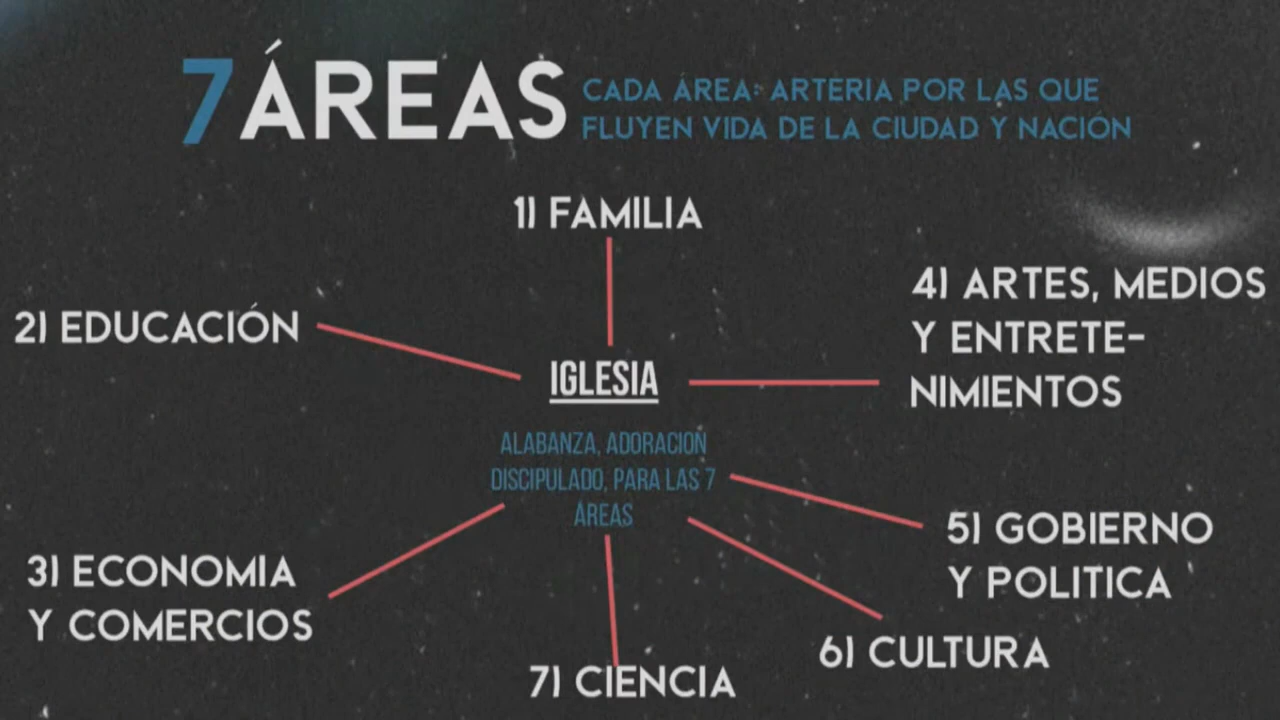 7 ÁREAS
CADA ÁREA: ARTERIA POR LAS QUE
FLUYEN VIDA DE LA CIUDAD Y NACIÓN
1) FAMILIA
2) EDUCACIÓN
4) ARTES, MEDIOS
Y ENTRETE-
NIMIENTOS
IGLESIA
ALABANZA, ADORACION
DISCIPULADO, PARA LAS 7
ÁREAS
3) ECONOMIA
Y COMERCIOS
5) GOBIERNO
Y POLITICA
6) CULTURA
7) CIENCIA